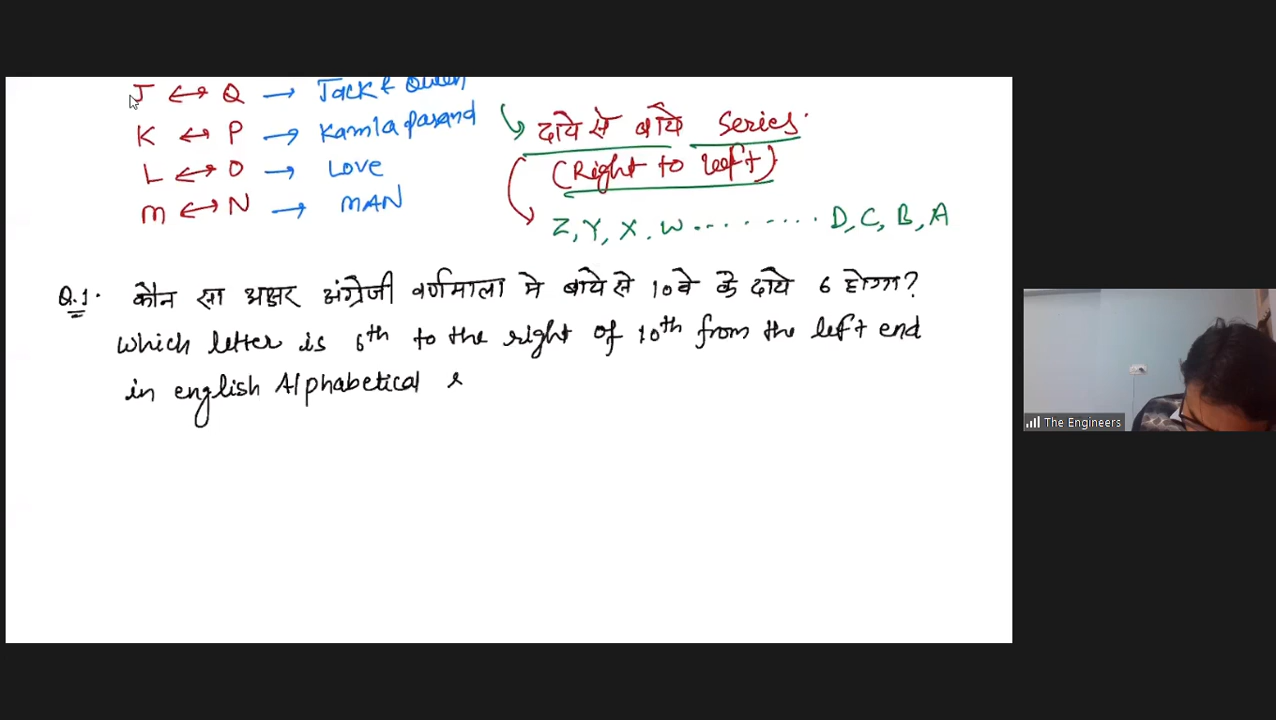 J ↔ Q → Jack & Queen
K ↔ P → Kamla pasand
L ↔ O → Love
M ↔ N → MAN
दाये से बाँये Series.
(Right to left)
Z, Y, X, W......... D, C, B, A
Q.1. कौन सा अक्षर अंग्रेजी वर्णमाला मे बाँये से 10वे के दाँये 6 होगा?
Which letter is 6th to the right of 10th from the left end
in english Alphabetical s
The Engineers